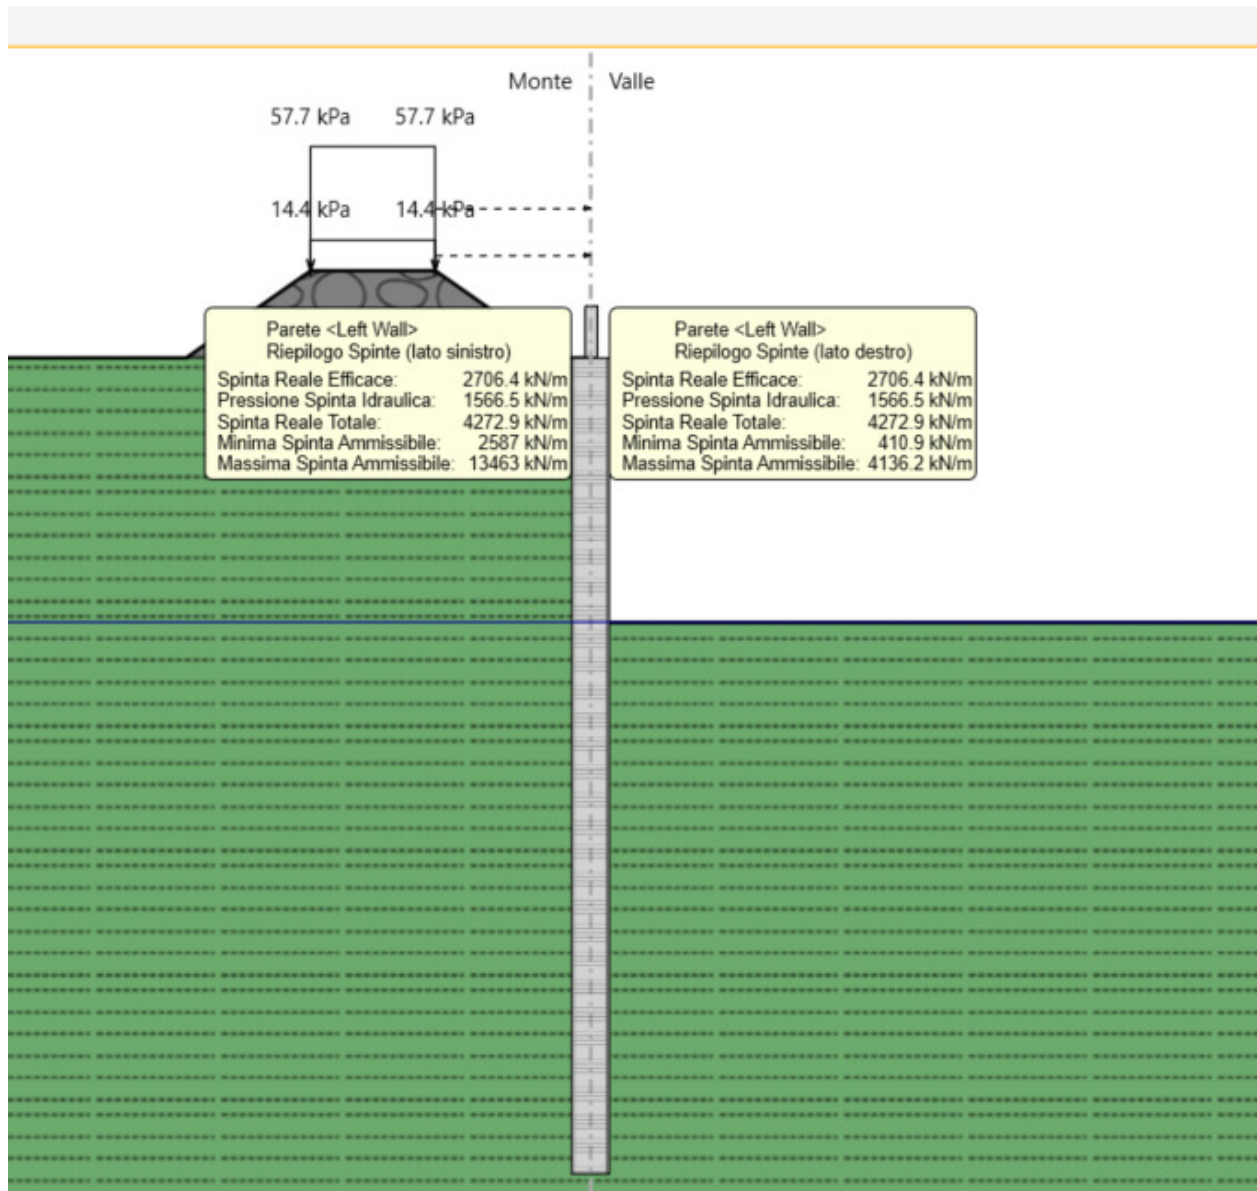 Monte Valle
57.7 kPa 57.7 kPa
14.4 kPa 14.4 kPa
Parete <Left Wall>
Riepilogo Spinte (lato sinistro)
Spinta Reale Efficace: 2706.4 kN/m
Pressione Spinta Idraulica: 1566.5 kN/m
Spinta Reale Totale: 4272.9 kN/m
Minima Spinta Ammissibile: 2587 kN/m
Massima Spinta Ammissibile: 13463 kN/m
Parete <Left Wall>
Riepilogo Spinte (lato destro)
Spinta Reale Efficace: 2706.4 kN/m
Pressione Spinta Idraulica: 1566.5 kN/m
Spinta Reale Totale: 4272.9 kN/m
Minima Spinta Ammissibile: 410.9 kN/m
Massima Spinta Ammissibile: 4136.2 kN/m